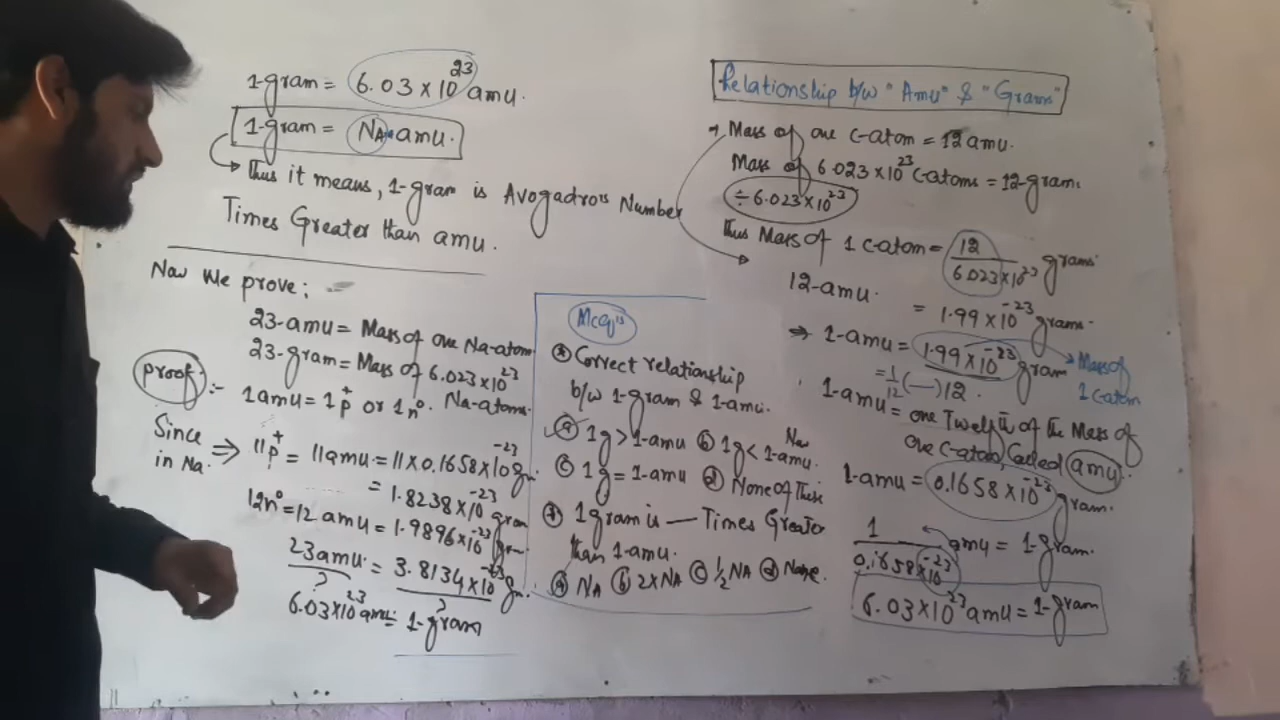 Relationship b/w "Amu" & "Grams"
Mass of one C-atom = 12 amu.
Mass of 6.023×10²³ C-atoms = 12-gram.
÷ 6.023×10²³
Thus Mass of 1 C-atom = 12 / 6.023×10²³ grams.
12-amu.
= 1.99×10⁻²³ grams.
⇒ 1-amu = 1.99×10⁻²³ gram → Mass of 1 C-atom
= 1/12 (—) 12.
1-amu = one Twelfth of the Mass of
one C-atom, called amu.
1-amu = 0.1658×10⁻²³ gram.
1 / 0.1658×10⁻²³ amu = 1-gram.
6.03×10²³ amu = 1-gram
1-gram = 6.03×10²³ amu.
1-gram = NA amu.
Thus it means, 1-gram is Avogadro's Number
Times Greater than amu.
Now We prove:
23-amu = Mass of one Na-atom
23-gram = Mass of 6.023×10²³ Na-atoms.
proof:-
1 amu = 1p⁺ or 1n⁰.
Since in Na ⇒ 11p⁺ = 11amu = 11×0.1658×10⁻²³ gm.
= 1.8238×10⁻²³ gram
12n⁰ = 12 amu = 1.9896×10⁻²³ gm.
23amu = 3.8134×10⁻²³ gm.
? ?
6.03×10²³ amu = 1-gram
Mcq's
Correct relationship
b/w 1-gram & 1-amu.
(a) 1g > 1-amu (b) 1g < 1-amu.
(c) 1g = 1-amu (d) None of These
1 gram is — Times Greater
than 1-amu.
(a) NA (b) 2×NA (c) ½ NA (d) None.